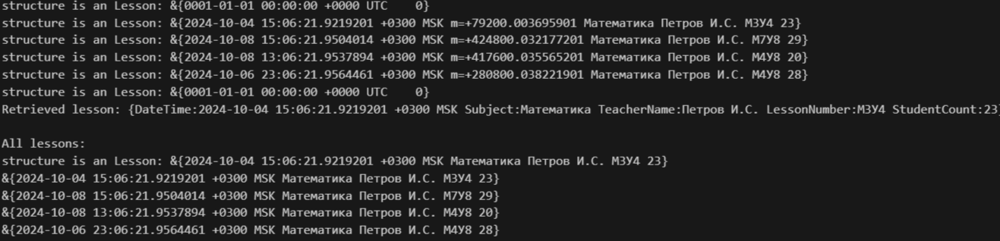 structure is an Lesson: &{0001-01-01 00:00:00 +0000 UTC    0}
structure is an Lesson: &{2024-10-04 15:06:21.9219201 +0300 MSK m=+79200.003695901 Математика Петров И.С. М3У4 23}
structure is an Lesson: &{2024-10-08 15:06:21.9504014 +0300 MSK m=+424800.032177201 Математика Петров И.С. М7У8 29}
structure is an Lesson: &{2024-10-08 13:06:21.9537894 +0300 MSK m=+417600.035565201 Математика Петров И.С. М4У8 20}
structure is an Lesson: &{2024-10-06 23:06:21.9564461 +0300 MSK m=+280800.038221901 Математика Петров И.С. М4У8 28}
structure is an Lesson: &{0001-01-01 00:00:00 +0000 UTC    0}
Retrieved lesson: {DateTime:2024-10-04 15:06:21.9219201 +0300 MSK Subject:Математика TeacherName:Петров И.С. LessonNumber:М3У4 StudentCount:23}
All lessons:
structure is an Lesson: &{2024-10-04 15:06:21.9219201 +0300 MSK Математика Петров И.С. М3У4 23}
&{2024-10-04 15:06:21.9219201 +0300 MSK Математика Петров И.С. М3У4 23}
&{2024-10-08 15:06:21.9504014 +0300 MSK Математика Петров И.С. М7У8 29}
&{2024-10-08 13:06:21.9537894 +0300 MSK Математика Петров И.С. М4У8 20}
&{2024-10-06 23:06:21.9564461 +0300 MSK Математика Петров И.С. М4У8 28}